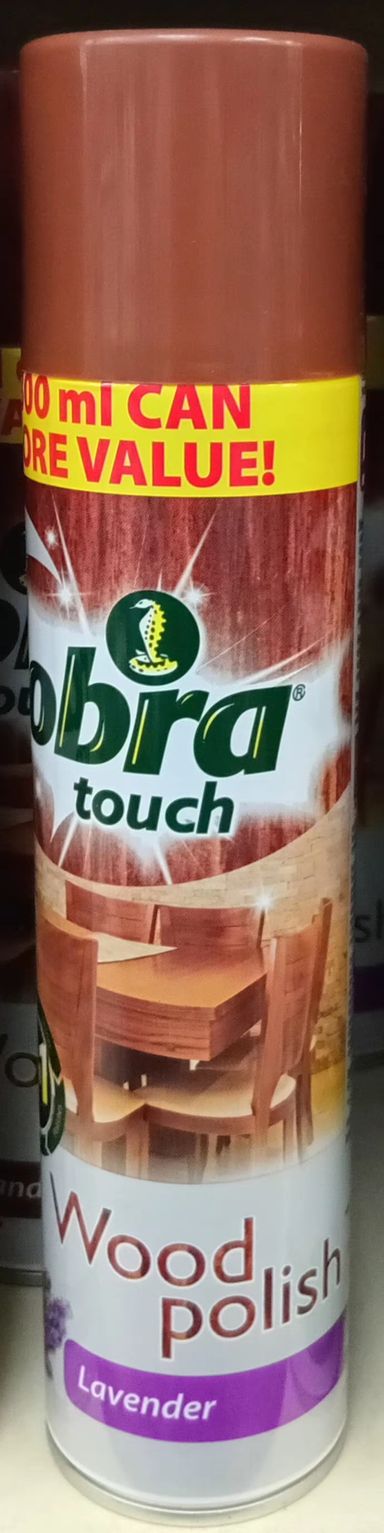 00 ml CAN
ORE VALUE!
obra®
touch
Wood
polish
Lavender